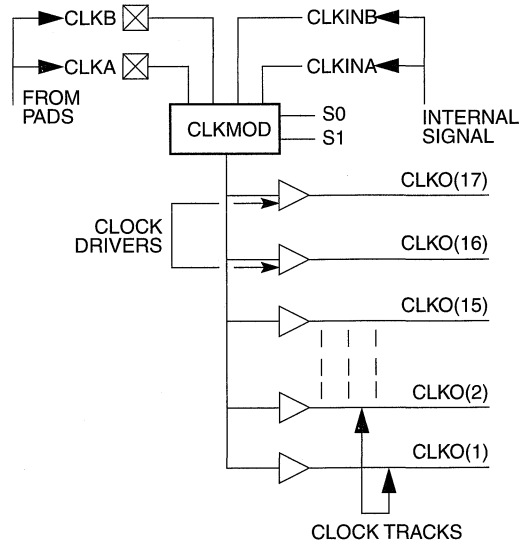 CLKB
CLKINB
CLKA
CLKINA
FROM
PADS
CLKMOD
S0
S1
INTERNAL
SIGNAL
CLKO(17)
CLOCK
DRIVERS
CLKO(16)
CLKO(15)
CLKO(2)
CLKO(1)
CLOCK TRACKS